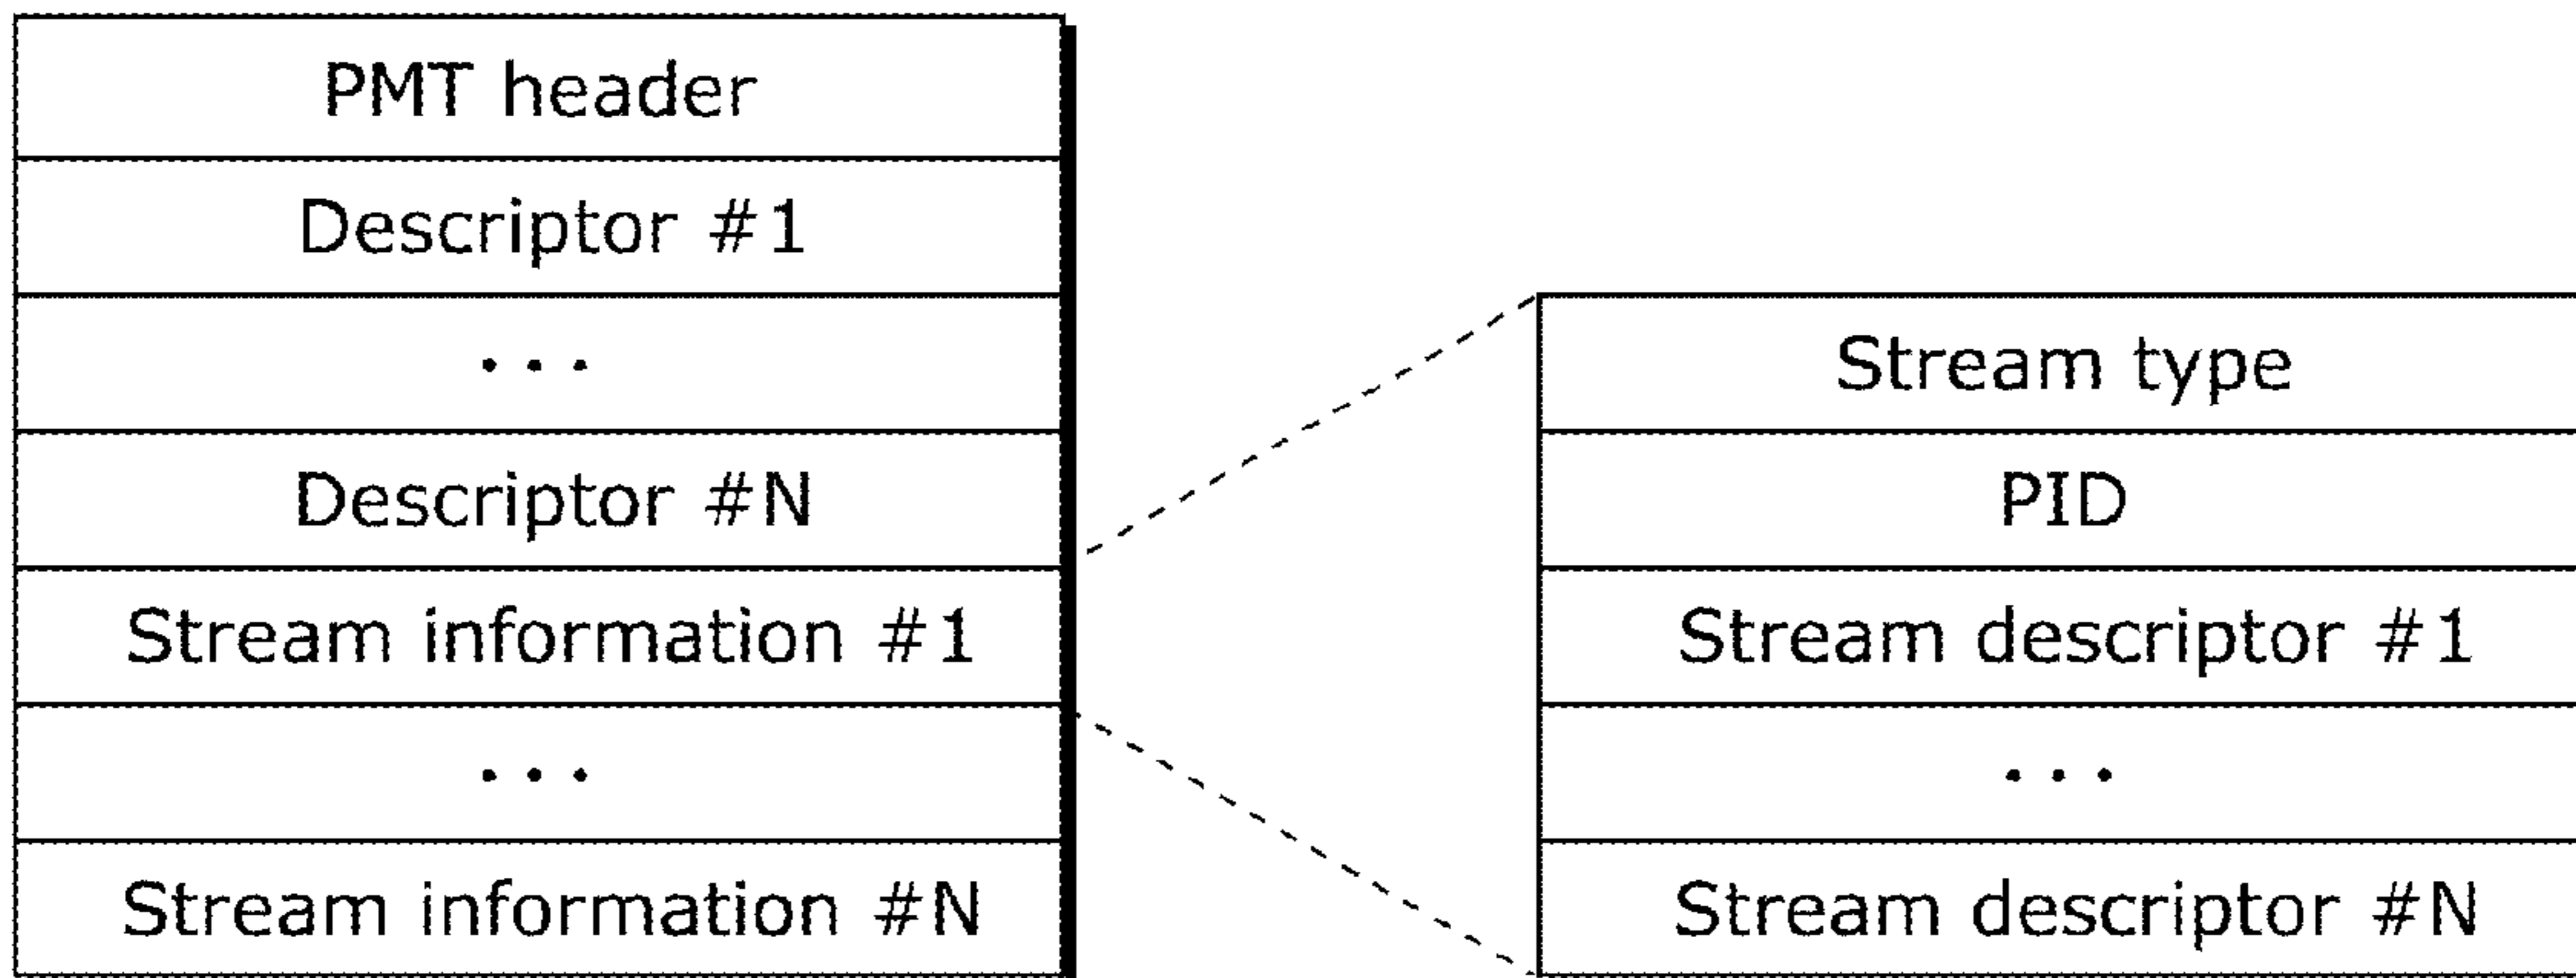 PMT header
Descriptor #1
...
Descriptor #N
Stream information #1
...
Stream information #N
Stream type
PID
Stream descriptor #1
...
Stream descriptor #N